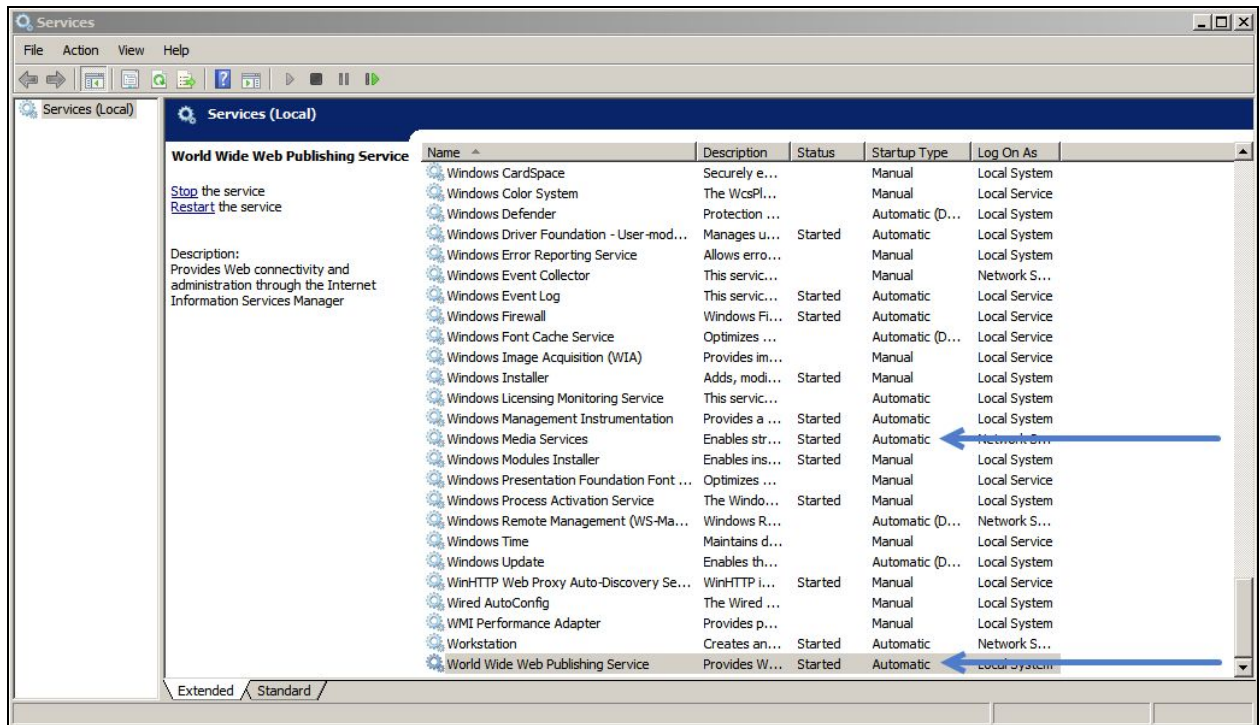 Services
File Action View Help
Services (Local)
Services (Local)
World Wide Web Publishing Service
Stop the service
Restart the service
Description:
Provides Web connectivity and
administration through the Internet
Information Services Manager
Name Description Status Startup Type Log On As
Windows CardSpace Securely e... Manual Local System
Windows Color System The WcsPl... Manual Local Service
Windows Defender Protection ... Automatic (D... Local System
Windows Driver Foundation - User-mod... Manages u... Started Automatic Local System
Windows Error Reporting Service Allows erro... Manual Local System
Windows Event Collector This servic... Manual Network S...
Windows Event Log This servic... Started Automatic Local Service
Windows Firewall Windows Fi... Started Automatic Local Service
Windows Font Cache Service Optimizes ... Automatic (D... Local Service
Windows Image Acquisition (WIA) Provides im... Manual Local Service
Windows Installer Adds, modi... Started Manual Local System
Windows Licensing Monitoring Service This servic... Automatic Local System
Windows Management Instrumentation Provides a ... Started Automatic Local System
Windows Media Services Enables str... Started Automatic Network S...
Windows Modules Installer Enables ins... Started Manual Local System
Windows Presentation Foundation Font ... Optimizes ... Manual Local Service
Windows Process Activation Service The Windo... Started Manual Local System
Windows Remote Management (WS-Ma... Windows R... Automatic (D... Network S...
Windows Time Maintains d... Manual Local Service
Windows Update Enables th... Automatic (D... Local System
WinHTTP Web Proxy Auto-Discovery Se... WinHTTP i... Started Manual Local Service
Wired AutoConfig The Wired ... Manual Local System
WMI Performance Adapter Provides p... Manual Local System
Workstation Creates an... Started Automatic Network S...
World Wide Web Publishing Service Provides W... Started Automatic Local System
Extended Standard